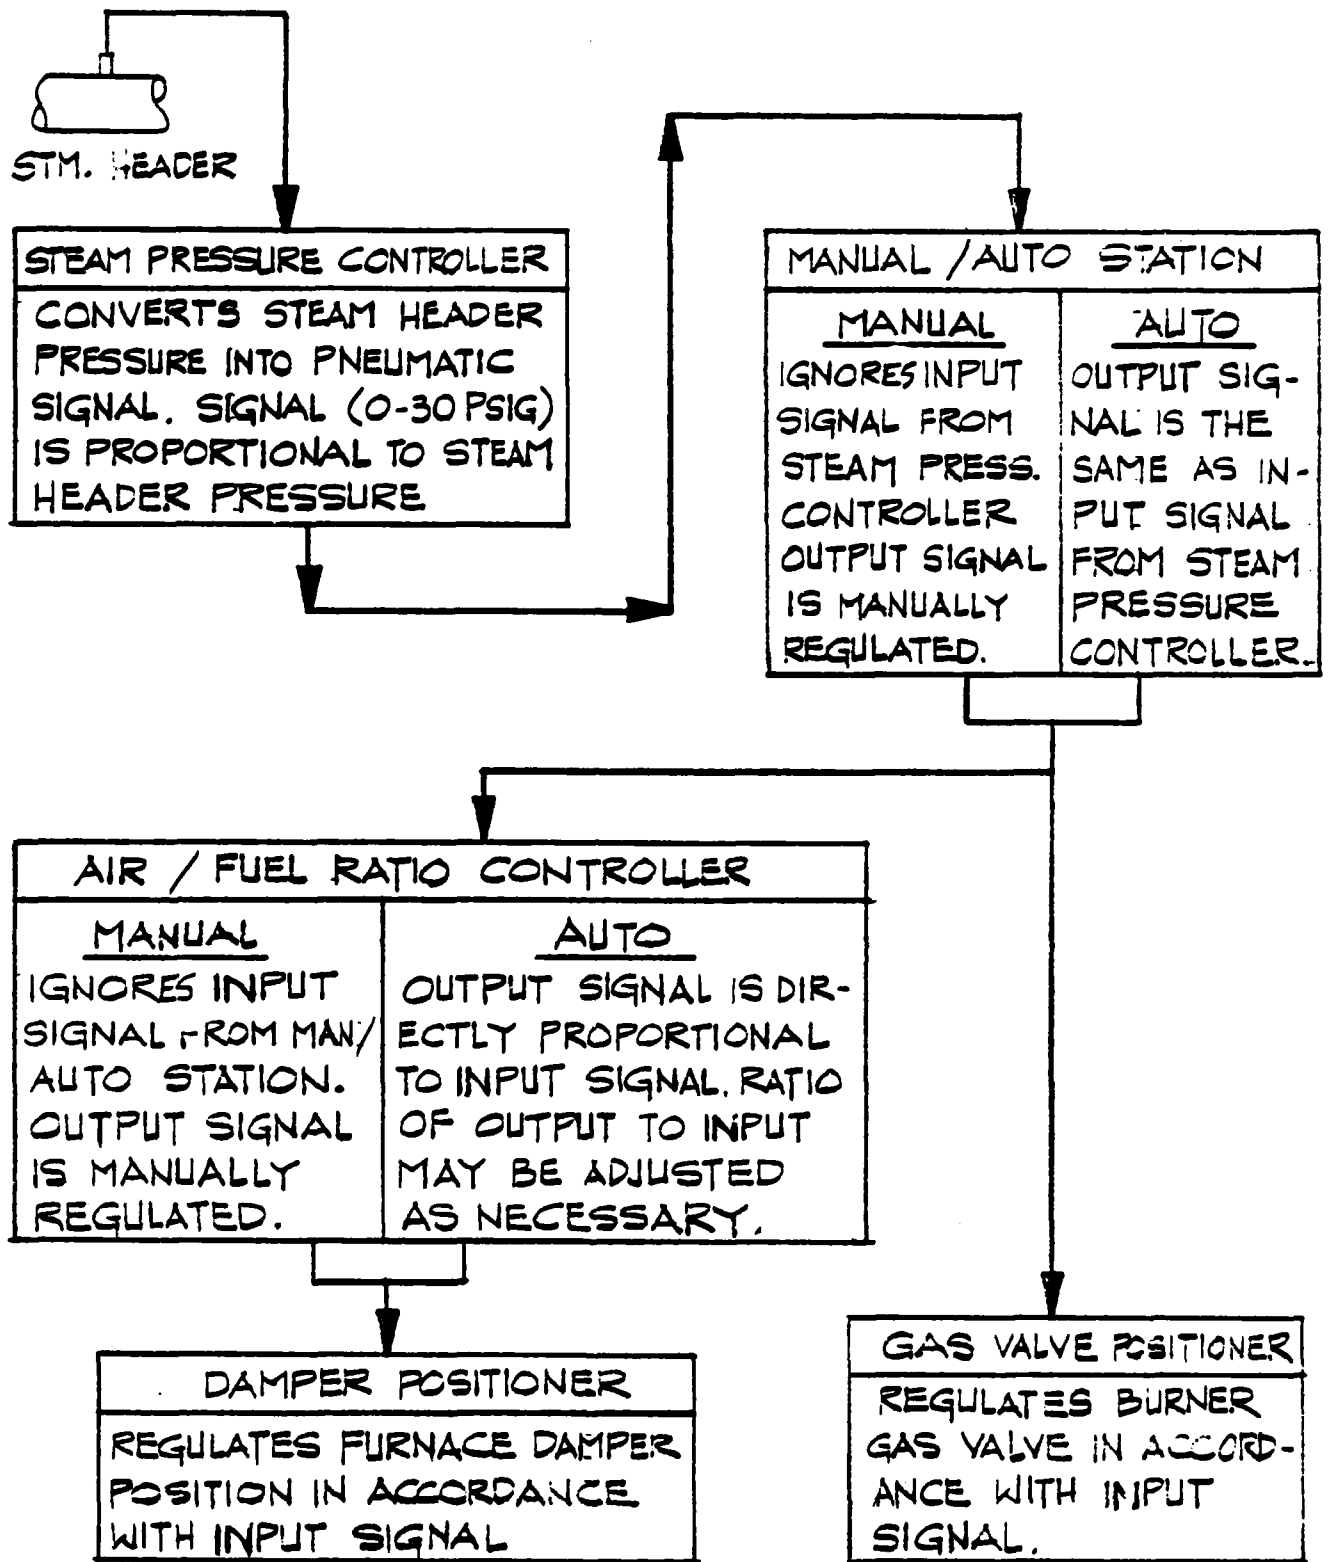 STM. HEADER
STEAM PRESSURE CONTROLLER
CONVERTS STEAM HEADER
PRESSURE INTO PNEUMATIC
SIGNAL. SIGNAL (0-30 PSIG)
IS PROPORTIONAL TO STEAM
HEADER PRESSURE
MANUAL / AUTO STATION
MANUAL
IGNORES INPUT
SIGNAL FROM
STEAM PRESS.
CONTROLLER
OUTPUT SIGNAL
IS MANUALLY
REGULATED.
AUTO
OUTPUT SIG-
NAL IS THE
SAME AS IN-
PUT SIGNAL
FROM STEAM
PRESSURE
CONTROLLER.
AIR / FUEL RATIO CONTROLLER
MANUAL
IGNORES INPUT
SIGNAL FROM MAN/
AUTO STATION.
OUTPUT SIGNAL
IS MANUALLY
REGULATED.
AUTO
OUTPUT SIGNAL IS DIR-
ECTLY PROPORTIONAL
TO INPUT SIGNAL. RATIO
OF OUTPUT TO INPUT
MAY BE ADJUSTED
AS NECESSARY.
DAMPER POSITIONER
REGULATES FURNACE DAMPER
POSITION IN ACCORDANCE
WITH INPUT SIGNAL
GAS VALVE POSITIONER
REGULATES BURNER
GAS VALVE IN ACCORD-
ANCE WITH INPUT
SIGNAL.